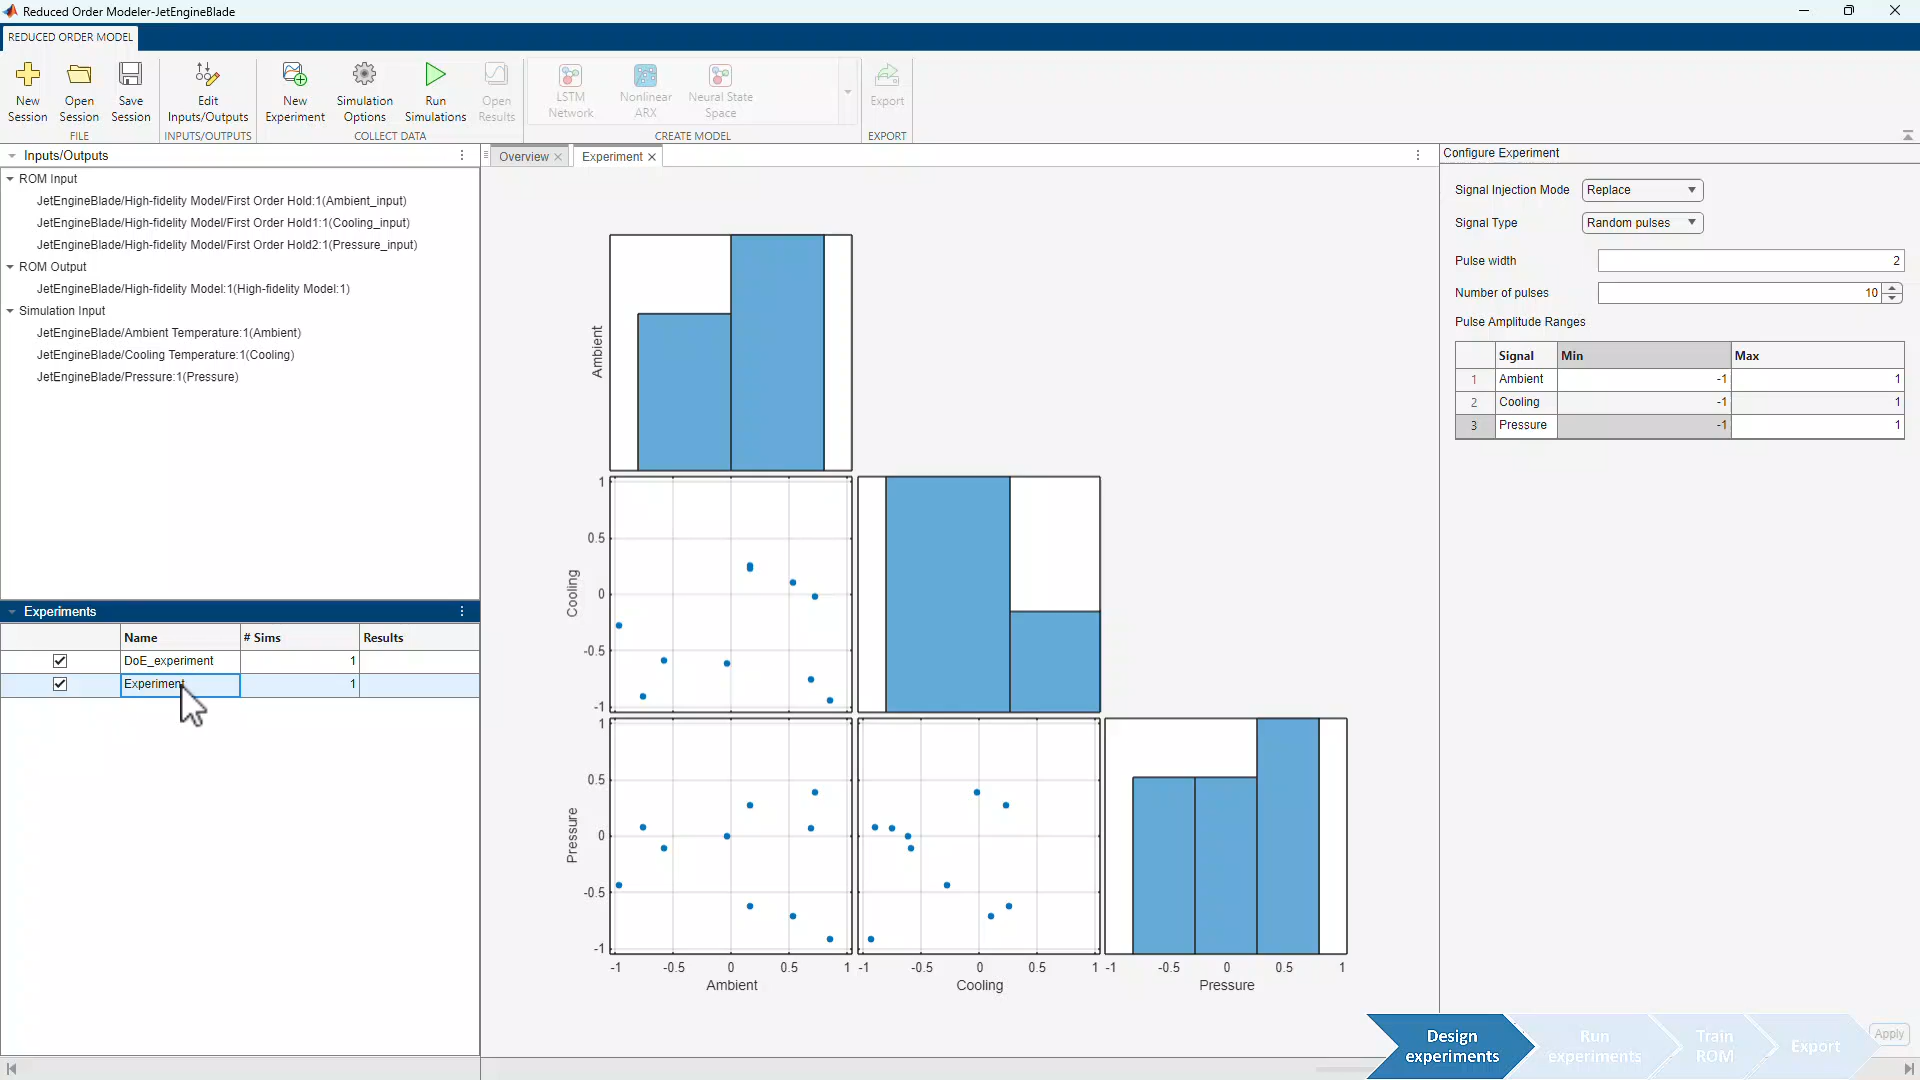 Reduced Order Modeler-JetEngineBlade
REDUCED ORDER MODEL
New Session
Open Session
Save Session
Edit Inputs/Outputs
New Experiment
Simulation Options
Run Simulations
Open Results
LSTM Network
Nonlinear ARX
Neural State Space
Export
FILE
INPUTS/OUTPUTS
COLLECT DATA
CREATE MODEL
EXPORT
Inputs/Outputs
ROM Input
JetEngineBlade/High-fidelity Model/First Order Hold:1(Ambient_input)
JetEngineBlade/High-fidelity Model/First Order Hold1:1(Cooling_input)
JetEngineBlade/High-fidelity Model/First Order Hold2:1(Pressure_input)
ROM Output
JetEngineBlade/High-fidelity Model:1(High-fidelity Model:1)
Simulation Input
JetEngineBlade/Ambient Temperature:1(Ambient)
JetEngineBlade/Cooling Temperature:1(Cooling)
JetEngineBlade/Pressure:1(Pressure)
Experiments
Name # Sims Results
DoE_experiment 1
Experiment 1
Overview
Experiment
Ambient
1
0.5
0
-0.5
-1
Cooling
1
0.5
0
-0.5
-1
Pressure
-1 -0.5 0 0.5 1
-1 -0.5 0 0.5 1
-1 -0.5 0 0.5 1
Ambient
Cooling
Pressure
Configure Experiment
Signal Injection Mode Replace
Signal Type Random pulses
Pulse width 2
Number of pulses 10
Pulse Amplitude Ranges
Signal Min Max
1 Ambient -1 1
2 Cooling -1 1
3 Pressure -1 1
Design experiments
Run experiments
Train ROM
Export
Apply